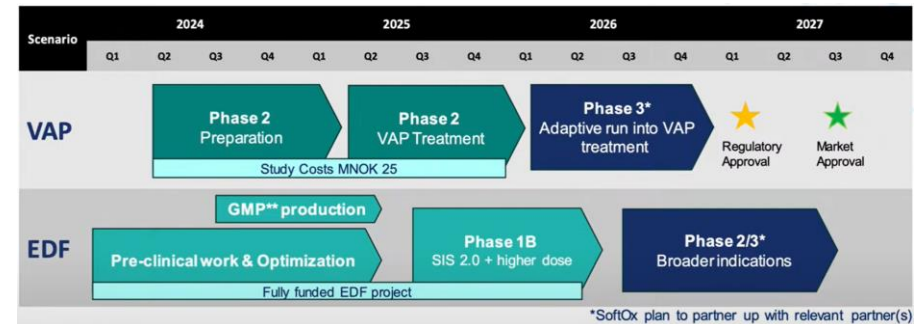 2024 2025 2026 2027
Scenario
Q1 Q2 Q3 Q4 Q1 Q2 Q3 Q4 Q1 Q2 Q3 Q4 Q1 Q2 Q3 Q4
VAP
Phase 2
Preparation
Phase 2
VAP Treatment
Phase 3*
Adaptive run into VAP
treatment
Regulatory
Approval
Market
Approval
Study Costs MNOK 25
EDF
GMP** production
Pre-clinical work & Optimization
Phase 1B
SIS 2.0 + higher dose
Phase 2/3*
Broader indications
Fully funded EDF project
*SoftOx plan to partner up with relevant partner(s)